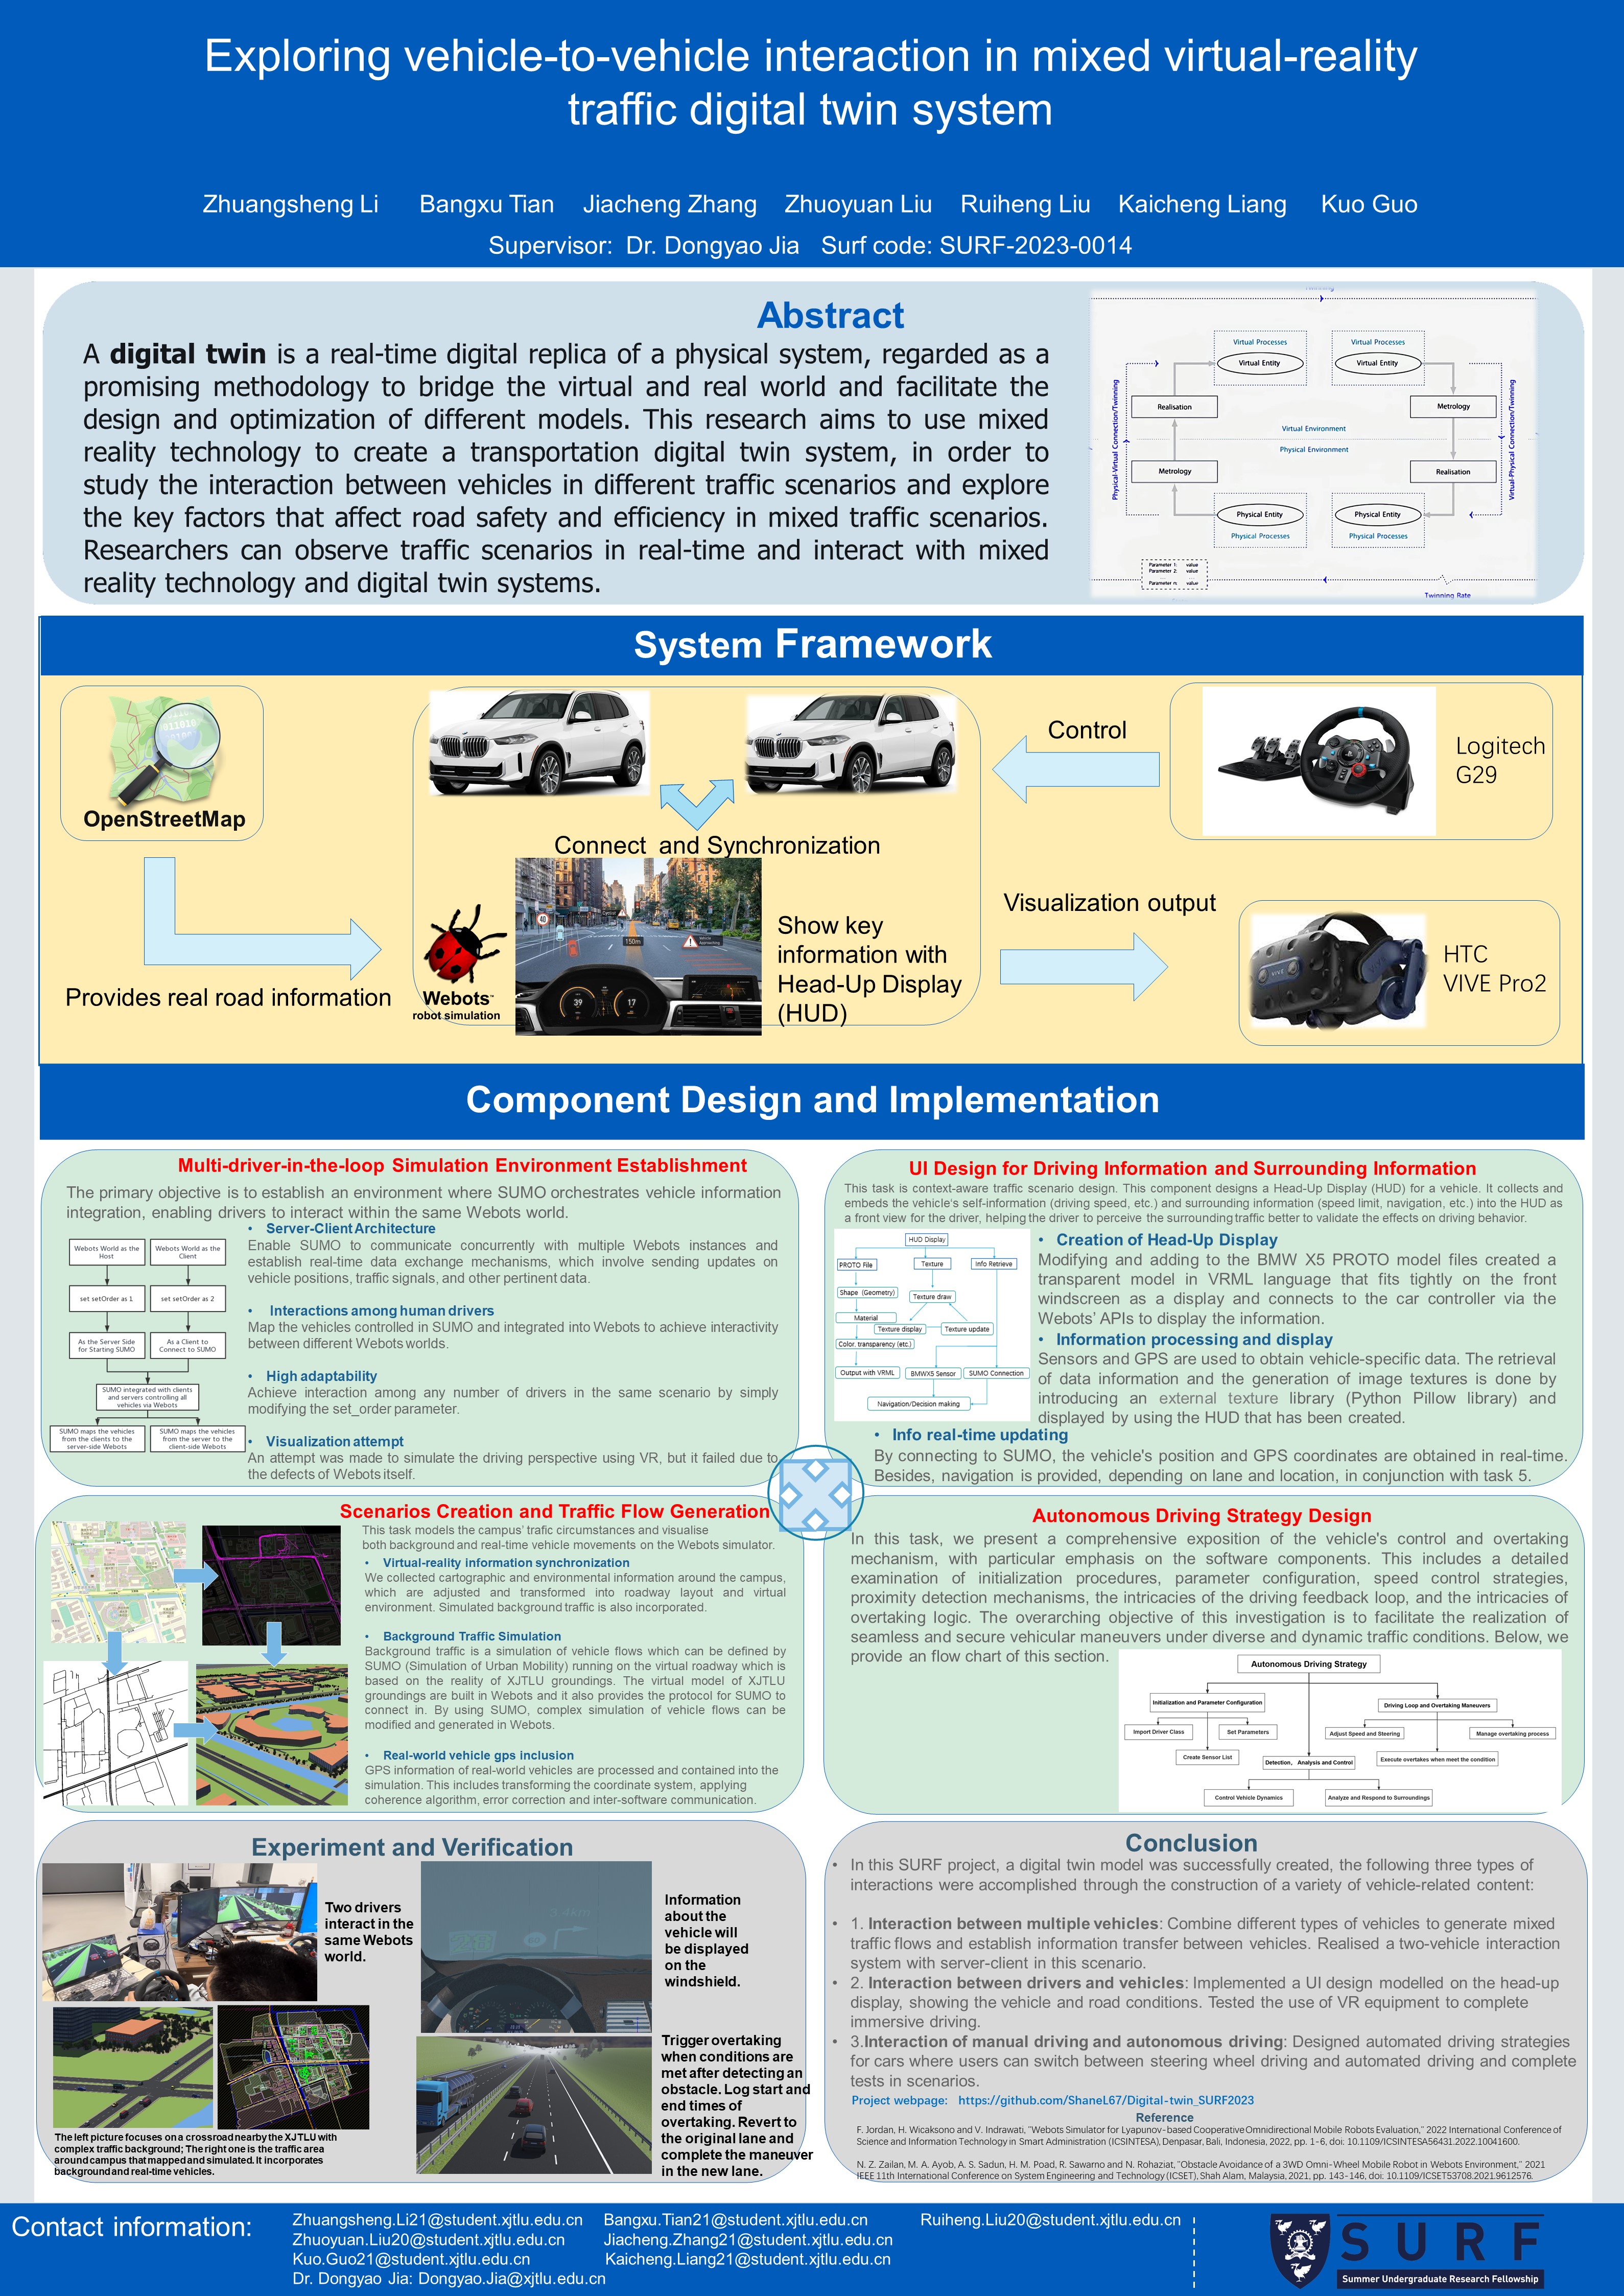 Exploring vehicle-to-vehicle interaction in mixed virtual-reality
traffic digital twin system
Zhuangsheng Li Bangxu Tian Jiacheng Zhang Zhuoyuan Liu Ruiheng Liu Kaicheng Liang Kuo Guo
Supervisor: Dr. Dongyao Jia Surf code: SURF-2023-0014
Abstract
A digital twin is a real-time digital replica of a physical system, regarded as a
promising methodology to bridge the virtual and real world and facilitate the
design and optimization of different models. This research aims to use mixed
reality technology to create a transportation digital twin system, in order to
study the interaction between vehicles in different traffic scenarios and explore
the key factors that affect road safety and efficiency in mixed traffic scenarios.
Researchers can observe traffic scenarios in real-time and interact with mixed
reality technology and digital twin systems.
Virtual Processes
Virtual Entity
Virtual Processes
Virtual Entity
Realisation
Metrology
Virtual Environment
Physical Environment
Metrology
Realisation
Physical Entity
Physical Processes
Physical Entity
Physical Processes
Physical-Virtual Connection/Twinning
Virtual-Physical Connection/Twinning
Parameter 1: value
Parameter 2: value
Parameter n: value
Twinning Rate
System Framework
OpenStreetMap
Provides real road information
Connect and Synchronization
Webots
robot simulation
Show key
information with
Head-Up Display
(HUD)
40
150m
39
17
Control
Logitech
G29
Visualization output
VIVE
HTC
VIVE Pro2
Component Design and Implementation
Multi-driver-in-the-loop Simulation Environment Establishment
The primary objective is to establish an environment where SUMO orchestrates vehicle information
integration, enabling drivers to interact within the same Webots world.
Webots World as the
Host
Webots World as the
Client
set setOrder as 1
set setOrder as 2
As the Server Side
for Starting SUMO
As a Client to
Connect to SUMO
SUMO integrated with clients
and servers controlling all
vehicles via Webots
SUMO maps the vehicles
from the clients to the
server-side Webots
SUMO maps the vehicles
from the server to the
client-side Webots
• Server-Client Architecture
Enable SUMO to communicate concurrently with multiple Webots instances and
establish real-time data exchange mechanisms, which involve sending updates on
vehicle positions, traffic signals, and other pertinent data.
• Interactions among human drivers
Map the vehicles controlled in SUMO and integrated into Webots to achieve interactivity
between different Webots worlds.
• High adaptability
Achieve interaction among any number of drivers in the same scenario by simply
modifying the set_order parameter.
• Visualization attempt
An attempt was made to simulate the driving perspective using VR, but it failed due to
the defects of Webots itself.
UI Design for Driving Information and Surrounding Information
This task is context-aware traffic scenario design. This component designs a Head-Up Display (HUD) for a vehicle. It collects and
embeds the vehicle's self-information (driving speed, etc.) and surrounding information (speed limit, navigation, etc.) into the HUD as
a front view for the driver, helping the driver to perceive the surrounding traffic better to validate the effects on driving behavior.
HUD Display
PROTO File
Texture
Info Retrieve
Shape (Geometry)
Texture draw
Material
Texture display
Texture update
Color, transparency (etc.)
Output with VRML
BMWX5 Sensor
SUMO Connection
Navigation/Decision making
• Creation of Head-Up Display
Modifying and adding to the BMW X5 PROTO model files created a
transparent model in VRML language that fits tightly on the front
windscreen as a display and connects to the car controller via the
Webots' APIs to display the information.
• Information processing and display
Sensors and GPS are used to obtain vehicle-specific data. The retrieval
of data information and the generation of image textures is done by
introducing an external texture library (Python Pillow library) and
displayed by using the HUD that has been created.
• Info real-time updating
By connecting to SUMO, the vehicle's position and GPS coordinates are obtained in real-time.
Besides, navigation is provided, depending on lane and location, in conjunction with task 5.
Scenarios Creation and Traffic Flow Generation
This task models the campus' trafic circumstances and visualise
both background and real-time vehicle movements on the Webots simulator.
• Virtual-reality information synchronization
We collected cartographic and environmental information around the campus,
which are adjusted and transformed into roadway layout and virtual
environment. Simulated background traffic is also incorporated.
• Background Traffic Simulation
Background traffic is a simulation of vehicle flows which can be defined by
SUMO (Simulation of Urban Mobility) running on the virtual roadway which is
based on the reality of XJTLU groundings. The virtual model of XJTLU
groundings are built in Webots and it also provides the protocol for SUMO to
connect in. By using SUMO, complex simulation of vehicle flows can be
modified and generated in Webots.
• Real-world vehicle gps inclusion
GPS information of real-world vehicles are processed and contained into the
simulation. This includes transforming the coordinate system, applying
coherence algorithm, error correction and inter-software communication.
Autonomous Driving Strategy Design
In this task, we present a comprehensive exposition of the vehicle's control and overtaking
mechanism, with particular emphasis on the software components. This includes a detailed
examination of initialization procedures, parameter configuration, speed control strategies,
proximity detection mechanisms, the intricacies of the driving feedback loop, and the intricacies of
overtaking logic. The overarching objective of this investigation is to facilitate the realization of
seamless and secure vehicular maneuvers under diverse and dynamic traffic conditions. Below, we
provide an flow chart of this section.
Autonomous Driving Strategy
Initialization and Parameter Configuration
Driving Loop and Overtaking Maneuvers
Import Driver Class
Set Parameters
Adjust Speed and Steering
Manage overtaking process
Create Sensor List
Detection, Analysis and Control
Execute overtakes when meet the condition
Control Vehicle Dynamics
Analyze and Respond to Surroundings
Experiment and Verification
Two drivers
interact in the
same Webots
world.
Information
about the
vehicle will
be displayed
on the
windshield.
The left picture focuses on a crossroad nearby the XJTLU with
complex traffic background; The right one is the traffic area
around campus that mapped and simulated. It incorporates
background and real-time vehicles.
Trigger overtaking
when conditions are
met after detecting an
obstacle. Log start and
end times of
overtaking. Revert to
the original lane and
complete the maneuver
in the new lane.
Conclusion
• In this SURF project, a digital twin model was successfully created, the following three types of
interactions were accomplished through the construction of a variety of vehicle-related content:
• 1. Interaction between multiple vehicles: Combine different types of vehicles to generate mixed
traffic flows and establish information transfer between vehicles. Realised a two-vehicle interaction
system with server-client in this scenario.
• 2. Interaction between drivers and vehicles: Implemented a UI design modelled on the head-up
display, showing the vehicle and road conditions. Tested the use of VR equipment to complete
immersive driving.
• 3.Interaction of manual driving and autonomous driving: Designed automated driving strategies
for cars where users can switch between steering wheel driving and automated driving and complete
tests in scenarios.
Project webpage: https://github.com/ShaneL67/Digital-twin_SURF2023
Reference
F. Jordan, H. Wicaksono and V. Indrawati, "Webots Simulator for Lyapunov-based Cooperative Omnidirectional Mobile Robots Evaluation," 2022 International Conference of
Science and Information Technology in Smart Administration (ICSINTESA), Denpasar, Bali, Indonesia, 2022, pp. 1-6, doi: 10.1109/ICSINTESA56431.2022.10041600.
N. Z. Zailan, M. A. Ayob, A. S. Sadun, H. M. Poad, R. Sawarno and N. Rohaziat, "Obstacle Avoidance of a 3WD Omni-Wheel Mobile Robot in Webots Environment," 2021
IEEE 11th International Conference on System Engineering and Technology (ICSET), Shah Alam, Malaysia, 2021, pp. 143-146, doi: 10.1109/ICSET53708.2021.9612576.
Contact information:
Zhuangsheng.Li21@student.xjtlu.edu.cn Bangxu.Tian21@student.xjtlu.edu.cn Ruiheng.Liu20@student.xjtlu.edu.cn
Zhuoyuan.Liu20@student.xjtlu.edu.cn Jiacheng.Zhang21@student.xjtlu.edu.cn
Kuo.Guo21@student.xjtlu.edu.cn Kaicheng.Liang21@student.xjtlu.edu.cn
Dr. Dongyao Jia: Dongyao.Jia@xjtlu.edu.cn
SURF
Summer Undergraduate Research Fellowship